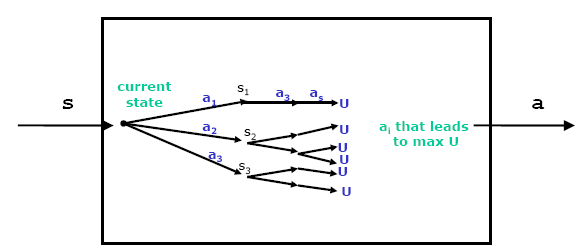 s
current
state
a1
s1
a3
as
U
a2
s2
U
U
U
a3
s3
U
U
ai that leads
to max U
a